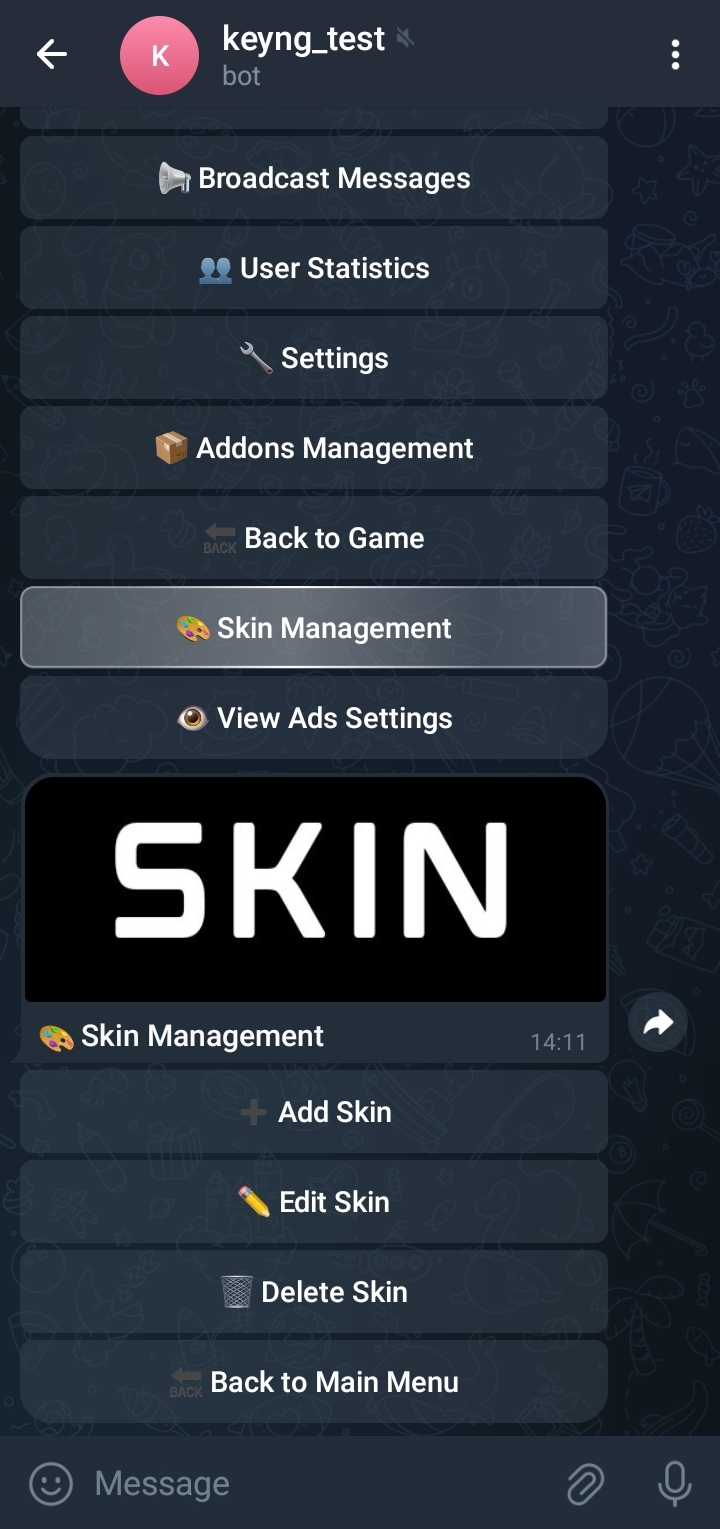 K
keyng_test
bot
📢 Broadcast Messages
👥 User Statistics
🔧 Settings
📦 Addons Management
🔙 Back to Game
🎨 Skin Management
👁️ View Ads Settings
SKIN
🎨 Skin Management
14:11
➕ Add Skin
✏️ Edit Skin
🗑️ Delete Skin
🔙 Back to Main Menu
Message